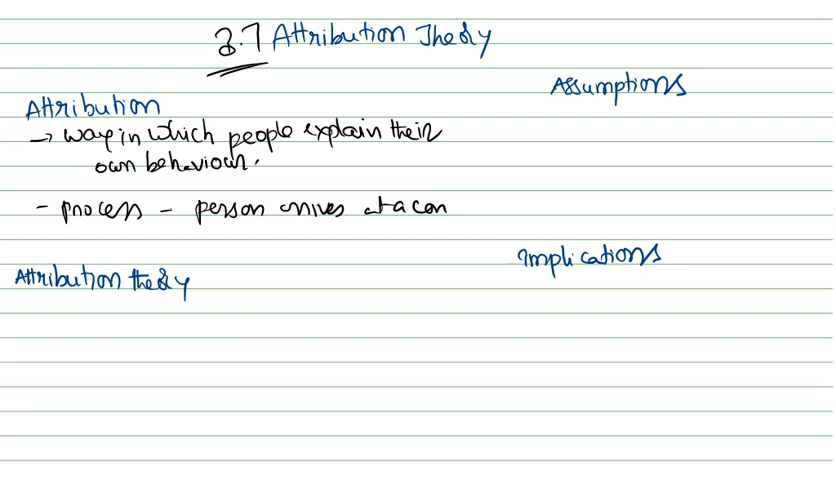 3.7 Attribution Theory
Assumptions
Attribution
→ way in which people explain their
own behaviour.
- process - person arrives at a con
Implications
Attribution theory